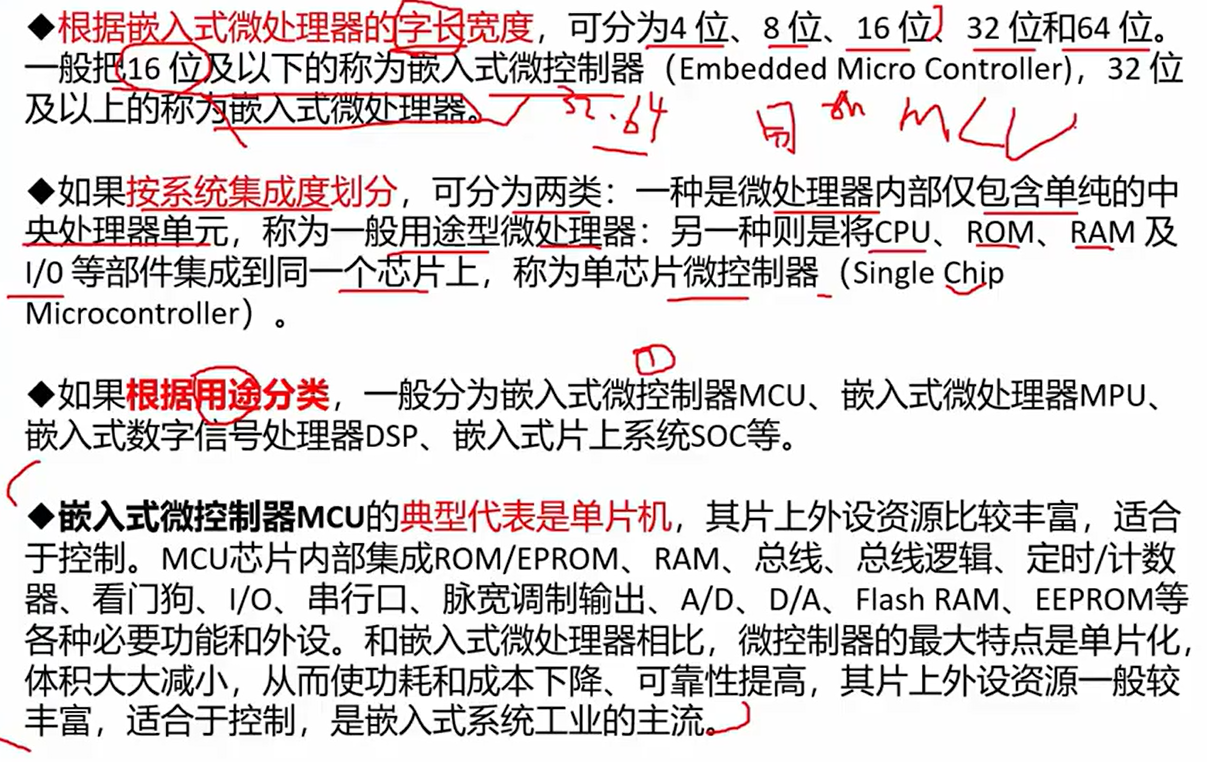 ◆根据嵌入式微处理器的字长宽度，可分为4 位、8 位、16 位、32 位和64 位。
一般把16 位及以下的称为嵌入式微控制器（Embedded Micro Controller)，32 位
及以上的称为嵌入式微处理器。
32.64
MCU
◆如果按系统集成度划分，可分为两类：一种是微处理器内部仅包含单纯的中
央处理器单元，称为一般用途型微处理器：另一种则是将CPU、ROM、RAM 及
I/0 等部件集成到同一个芯片上，称为单芯片微控制器（Single Chip
Microcontroller）。
①
◆如果根据用途分类，一般分为嵌入式微控制器MCU、嵌入式微处理器MPU、
嵌入式数字信号处理器DSP、嵌入式片上系统SOC等。
◆嵌入式微控制器MCU的典型代表是单片机，其片上外设资源比较丰富，适合
于控制。MCU芯片内部集成ROM/EPROM、RAM、总线、总线逻辑、定时/计数
器、看门狗、I/O、串行口、脉宽调制输出、A/D、D/A、Flash RAM、EEPROM等
各种必要功能和外设。和嵌入式微处理器相比，微控制器的最大特点是单片化，
体积大大减小，从而使功耗和成本下降、可靠性提高，其片上外设资源一般较
丰富，适合于控制，是嵌入式系统工业的主流。